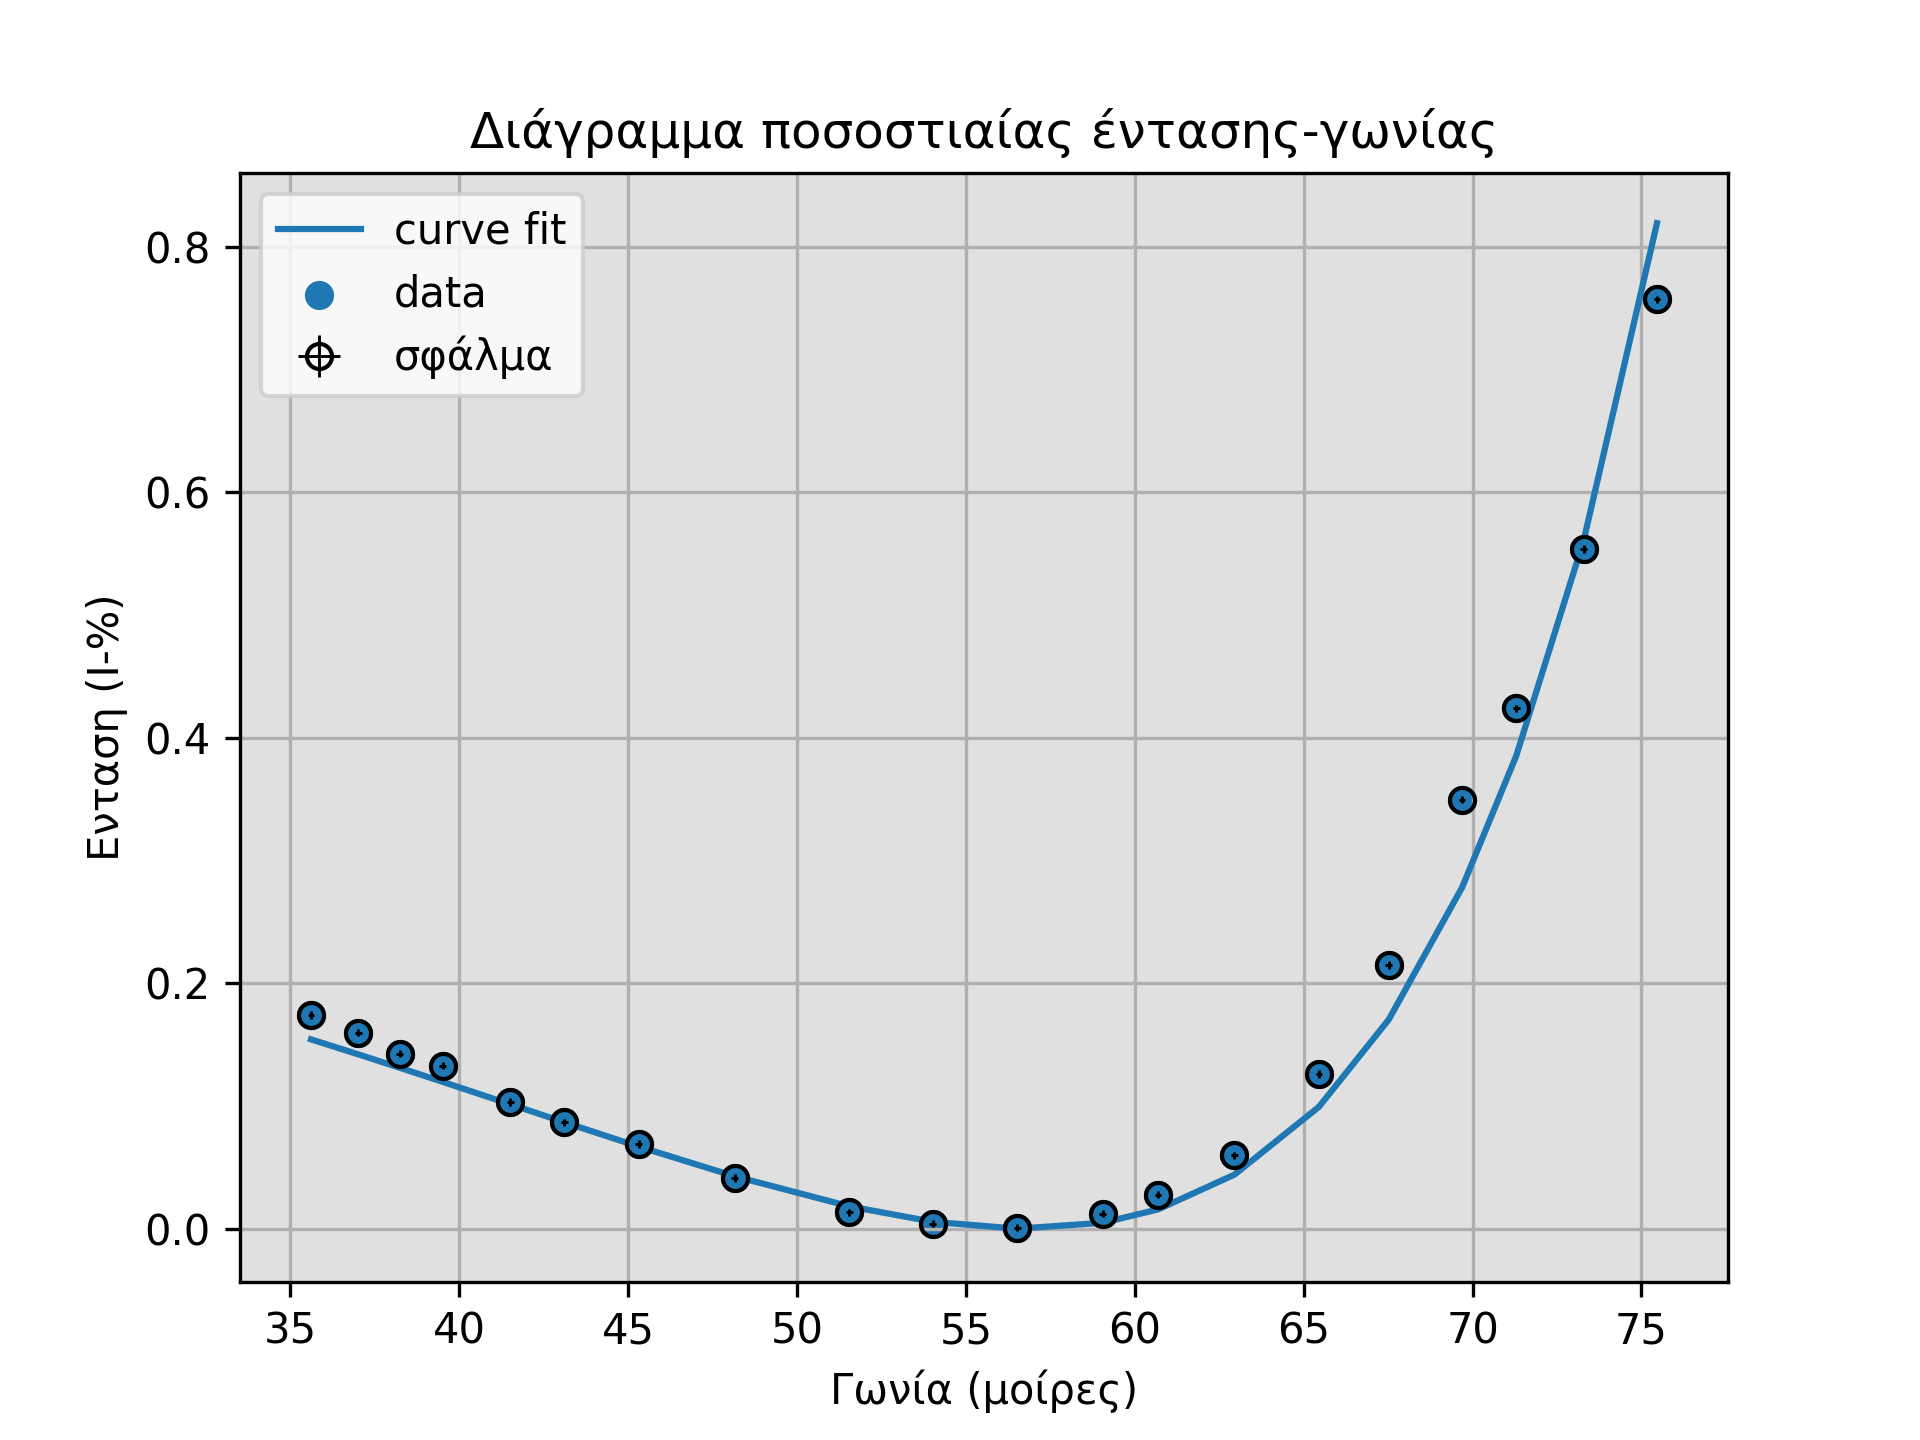 Διάγραμμα ποσοστιαίας έντασης-γωνίας
curve fit
data
σφάλμα
0.8
0.6
0.4
0.2
0.0
Ενταση (I-%)
35 40 45 50 55 60 65 70 75
Γωνία (μοίρες)